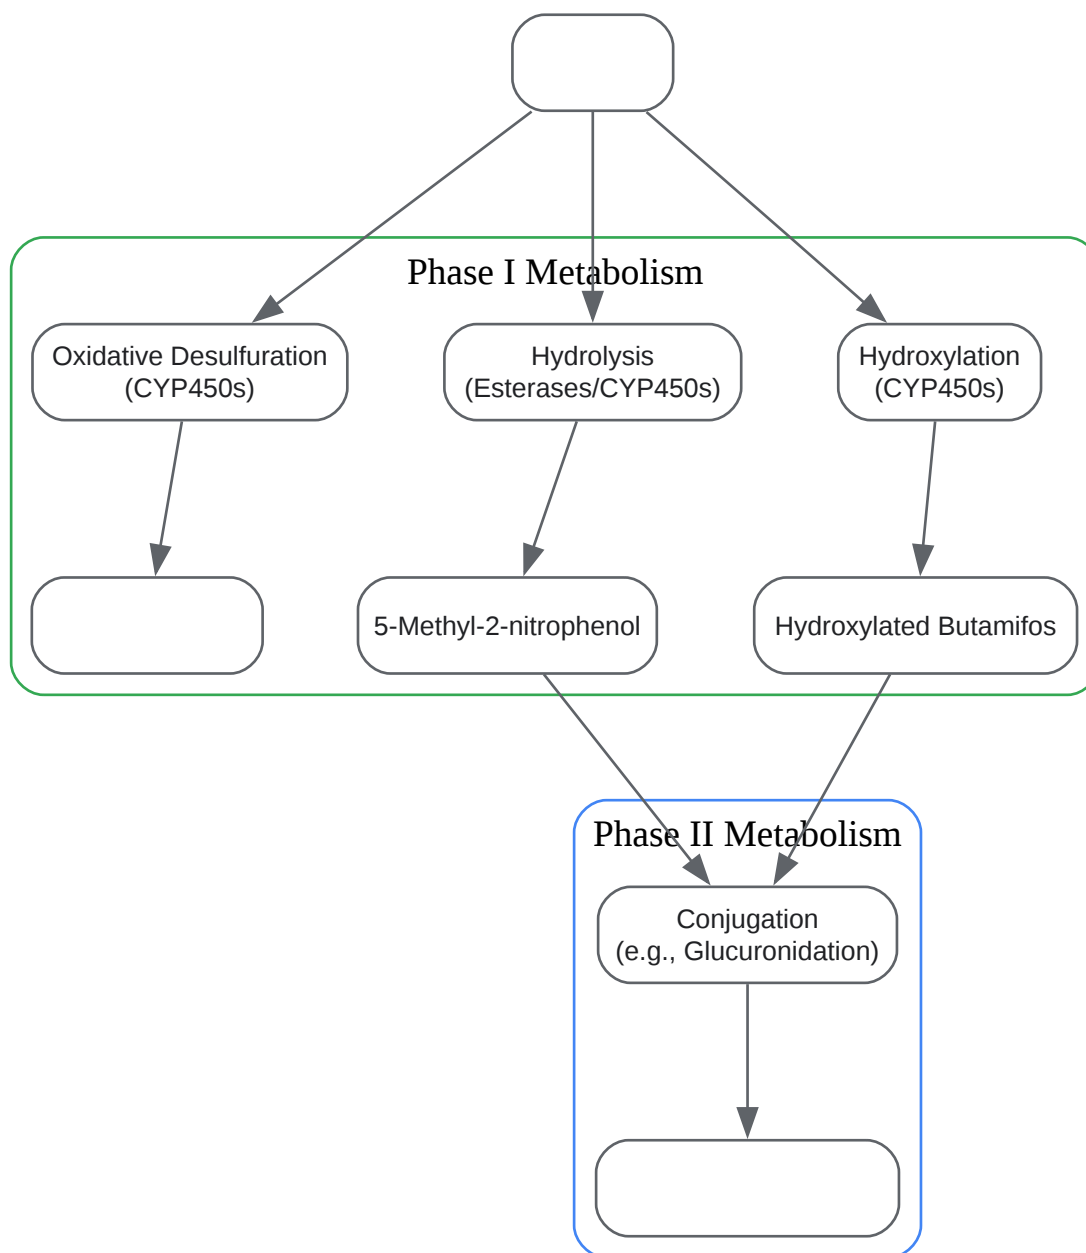 Phase I Metabolism
Oxidative Desulfuration
(CYP450s)
Hydrolysis
(Esterases/CYP450s)
Hydroxylation
(CYP450s)
5-Methyl-2-nitrophenol
Hydroxylated Butamifos
Phase II Metabolism
Conjugation
(e.g., Glucuronidation)